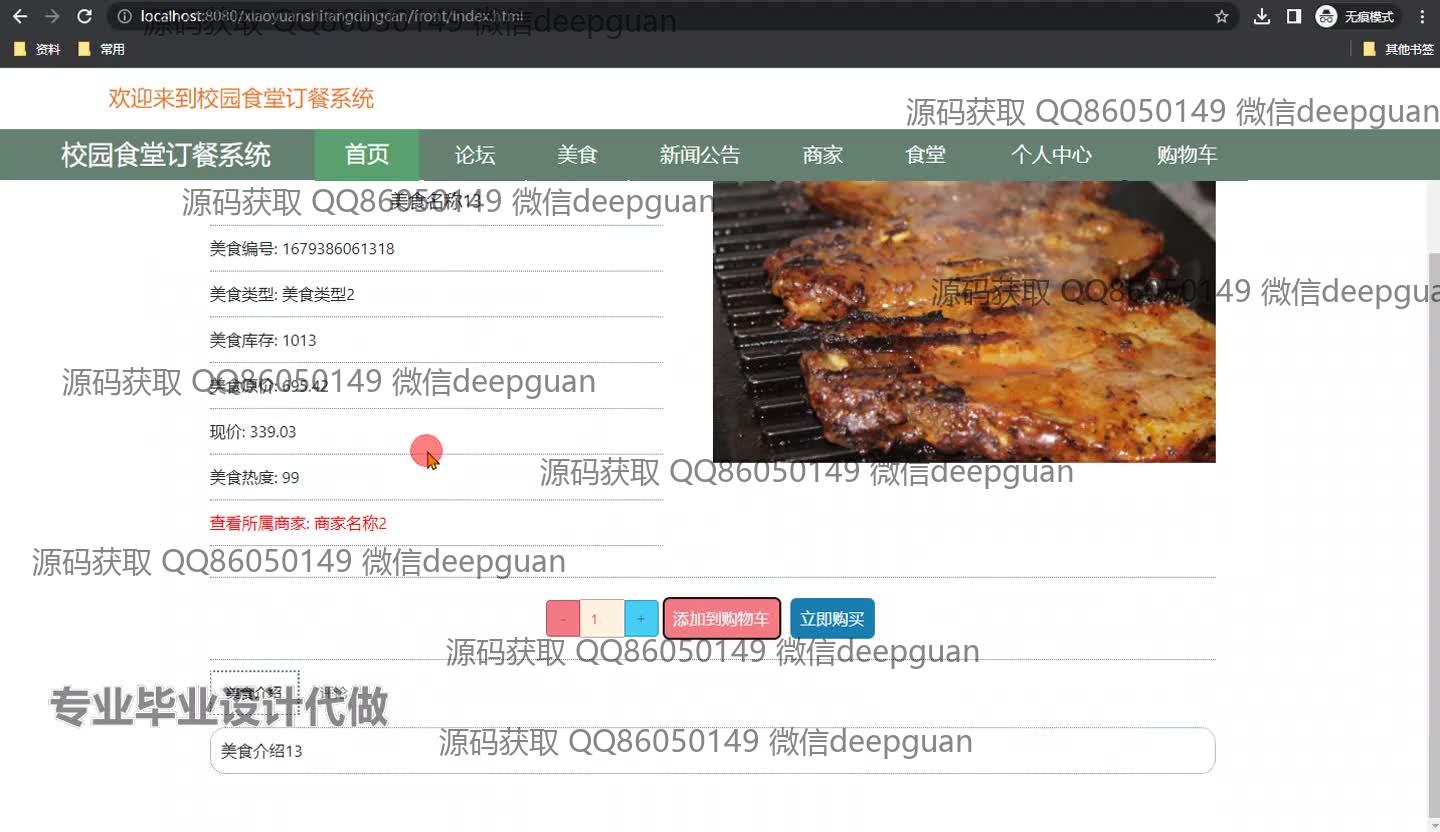 localhost:8080/xiaoyuanshitangdingcan/front/index.html
无痕模式
资料 常用 其他书签
源码获取 QQ86050149 微信deepguan
欢迎来到校园食堂订餐系统
源码获取 QQ86050149 微信deepguan
校园食堂订餐系统 首页 论坛 美食 新闻公告 商家 食堂 个人中心 购物车
美食名称13
源码获取 QQ86050149 微信deepguan
美食编号: 1679386061318
美食类型: 美食类型2
源码获取 QQ86050149 微信deepgua
美食库存: 1013
美食原价: 695.42
源码获取 QQ86050149 微信deepguan
现价: 339.03
美食热度: 99
源码获取 QQ86050149 微信deepguan
查看所属商家: 商家名称2
源码获取 QQ86050149 微信deepguan
- 1 + 添加到购物车 立即购买
源码获取 QQ86050149 微信deepguan
美食介绍 评论
专业毕业设计代做
美食介绍13
源码获取 QQ86050149 微信deepguan